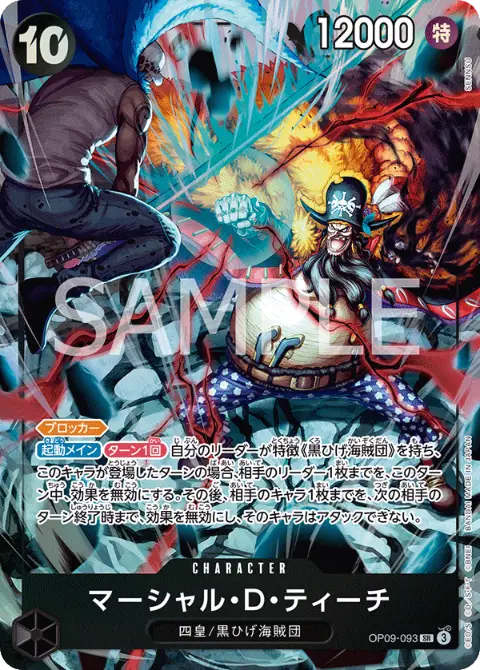 10
12000
特
SENNSU
SAMPLE
ブロッカー
起動メイン ターン1回 自分のリーダーが特徴《黒ひげ海賊団》を持ち、
このキャラが登場したターンの場合、相手のリーダー1枚までを、このター
ン中、効果を無効にする。その後、相手のキャラ1枚までを、次の相手の
ターン終了時まで、効果を無効にし、そのキャラはアタックできない。
CHARACTER
マーシャル・D・ティーチ
四皇/黒ひげ海賊団
OP09-093 SR 3
BANDAI MADE IN JAPAN